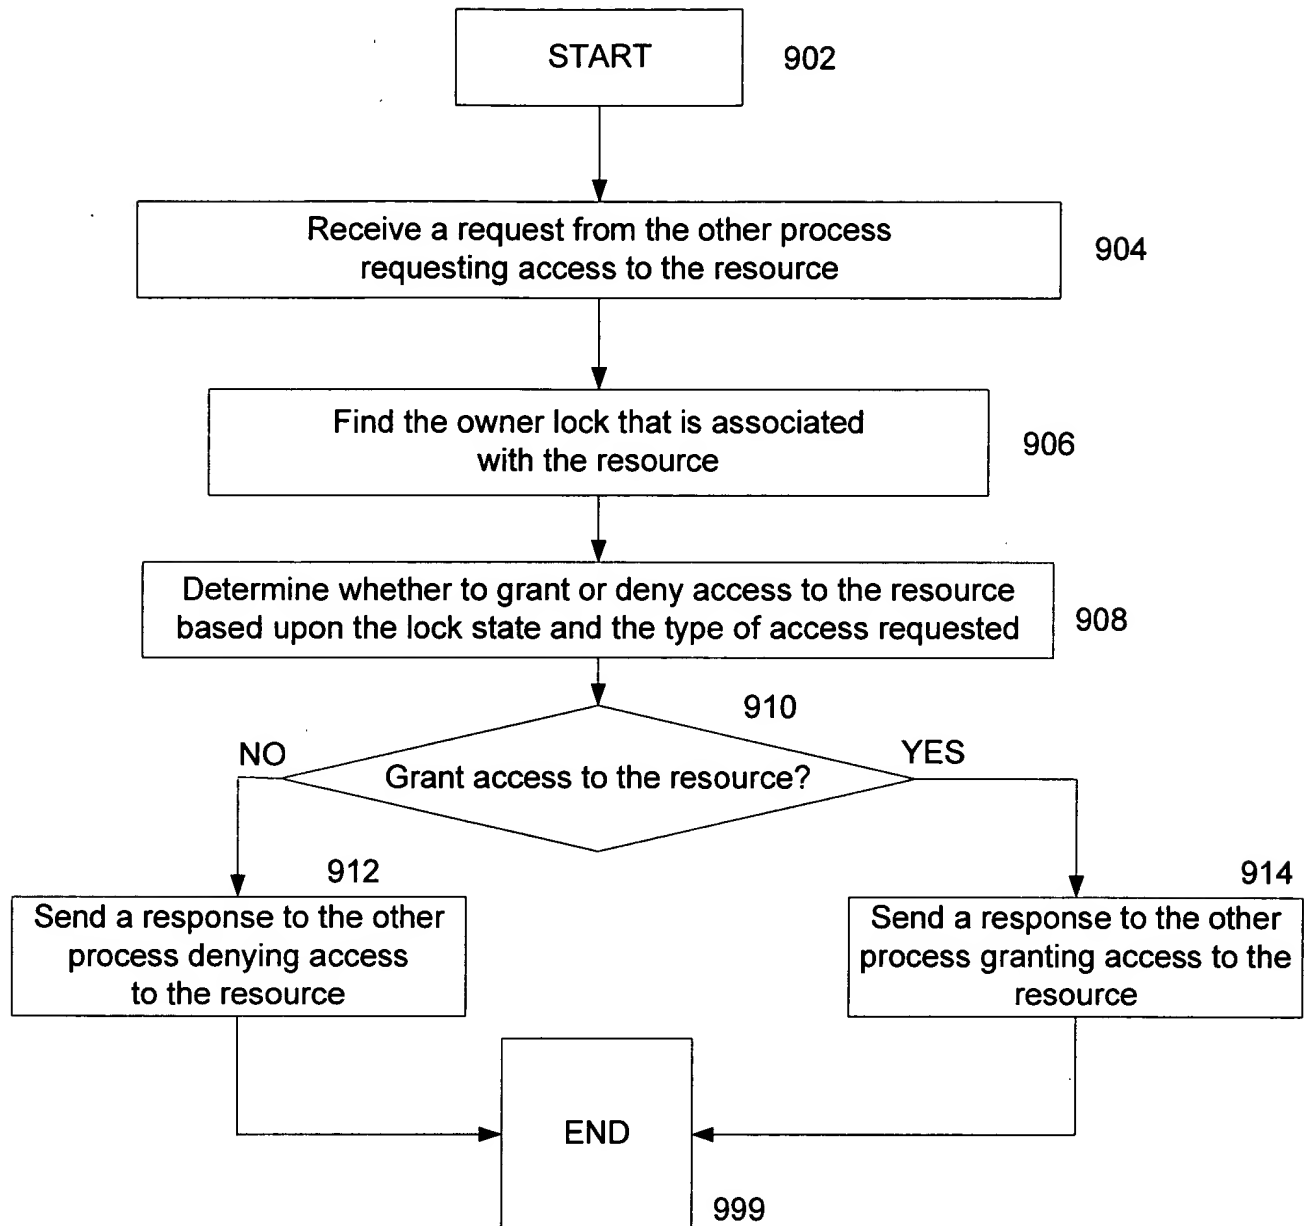 START
902
Receive a request from the other process
requesting access to the resource
904
Find the owner lock that is associated
with the resource
906
Determine whether to grant or deny access to the resource
based upon the lock state and the type of access requested
908
910
NO
YES
Grant access to the resource?
912
Send a response to the other
process denying access
to the resource
914
Send a response to the other
process granting access to the
resource
END
999